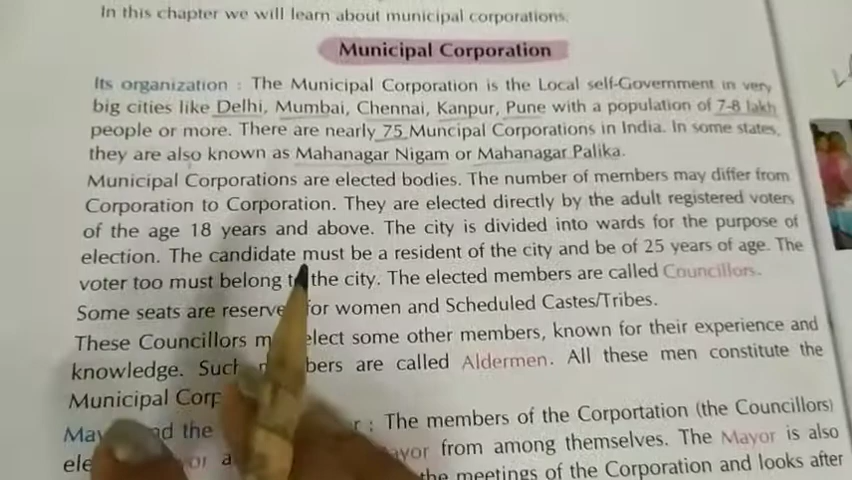 In this chapter we will learn about municipal corporations.
Municipal Corporation
Its organization : The Municipal Corporation is the Local self-Government in very
big cities like Delhi, Mumbai, Chennai, Kanpur, Pune with a population of 7-8 lakh
people or more. There are nearly 75 Muncipal Corporations in India. In some states,
they are also known as Mahanagar Nigam or Mahanagar Palika.
Municipal Corporations are elected bodies. The number of members may differ from
Corporation to Corporation. They are elected directly by the adult registered voters
of the age 18 years and above. The city is divided into wards for the purpose of
election. The candidate must be a resident of the city and be of 25 years of age. The
voter too must belong to the city. The elected members are called Councillors.
Some seats are reserve for women and Scheduled Castes/Tribes.
These Councillors elect some other members, known for their experience and
knowledge. Such are called Aldermen. All these men constitute the
Municipal
and the : The members of the Corportation (the Councillors)
from among themselves. The Mayor is also
the meetings of the Corporation and looks after